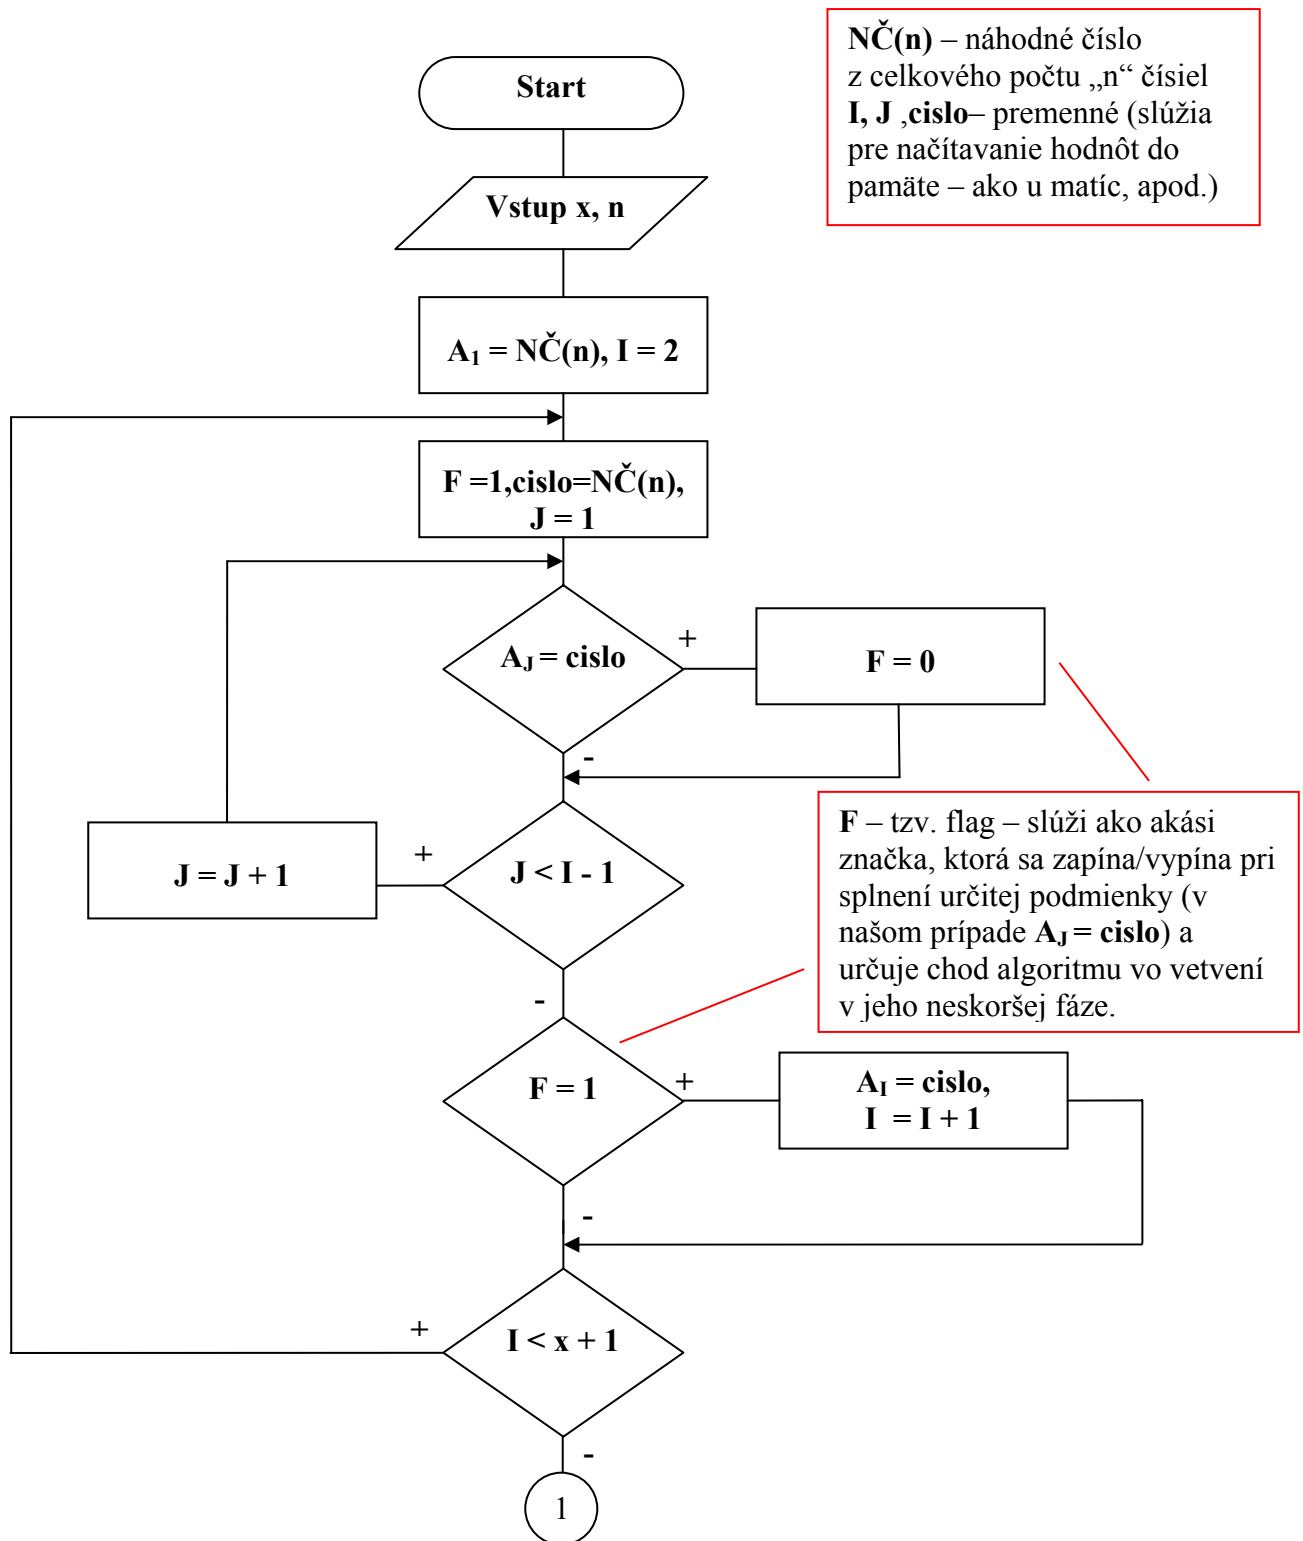 NČ(n) – náhodné číslo
z celkového počtu „n“ čísiel
I, J ,cislo– premenné (slúžia
pre načítavanie hodnôt do
pamäte – ako u matíc, apod.)
Start
Vstup x, n
A₁ = NČ(n), I = 2
F =1,cislo=NČ(n),
J = 1
A_J = cislo
+
F = 0
-
J = J + 1
+
J < I - 1
-
F – tzv. flag – slúži ako akási
značka, ktorá sa zapína/vypína pri
splnení určitej podmienky (v
našom prípade A_J = cislo) a
určuje chod algoritmu vo vetvení
v jeho neskoršej fáze.
F = 1
+
A_I = cislo,
I = I + 1
-
+
I < x + 1
-
1